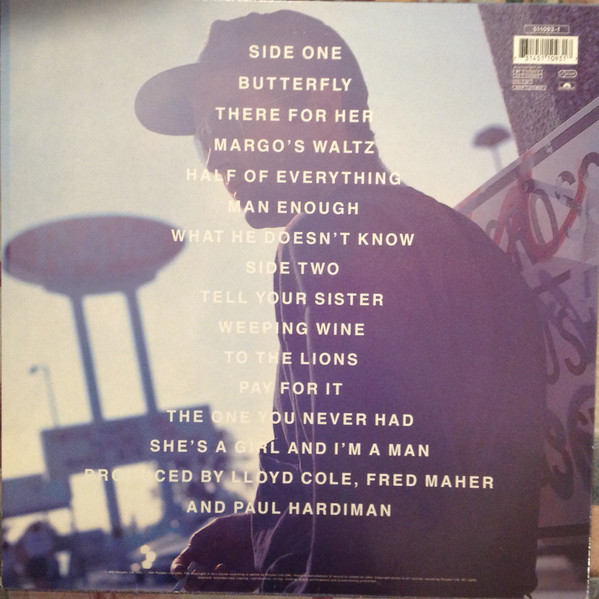 511093-1
SIDE ONE
BUTTERFLY
THERE FOR HER
MARGO'S WALTZ
HALF OF EVERYTHING
MAN ENOUGH
WHAT HE DOESN'T KNOW
SIDE TWO
TELL YOUR SISTER
WEEPING WINE
TO THE LIONS
PAY FOR IT
THE ONE YOU NEVER HAD
SHE'S A GIRL AND I'M A MAN
PRODUCED BY LLOYD COLE, FRED MAHER
AND PAUL HARDIMAN